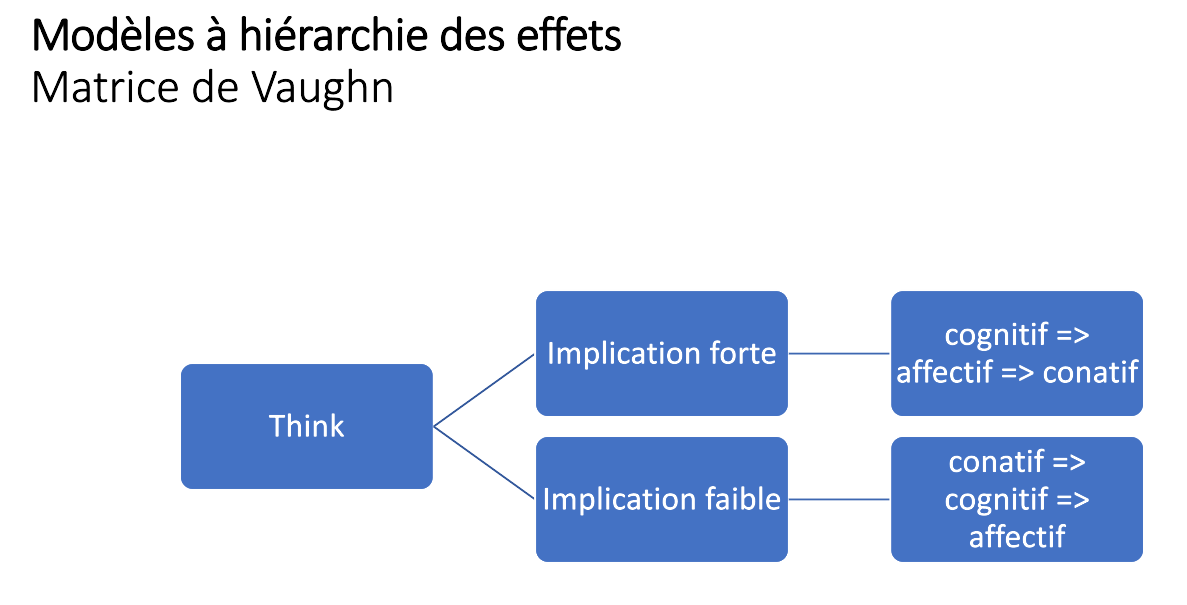 Modèles à hiérarchie des effets
Matrice de Vaughn
Think
Implication forte
cognitif =>
affectif => conatif
Implication faible
conatif =>
cognitif =>
affectif